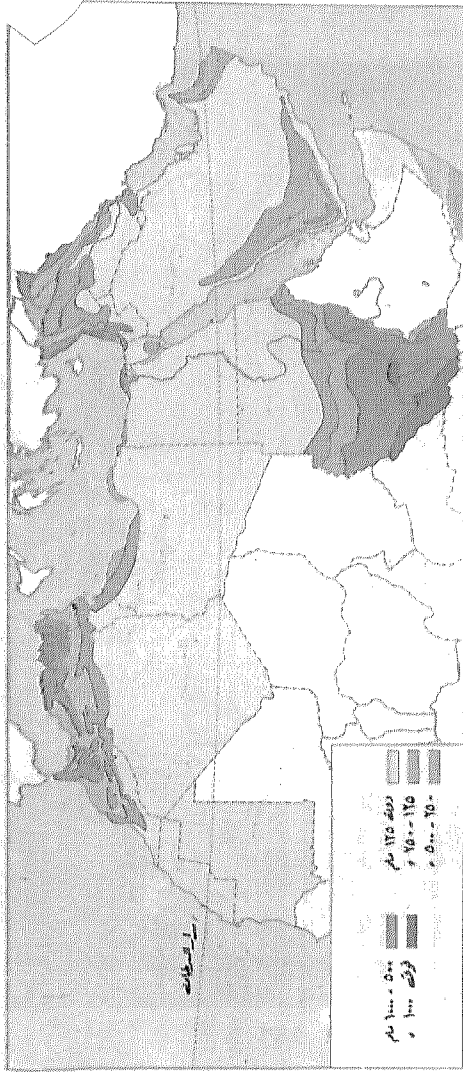 مدار السرطان
دون ١٢٥ ملم
١٢٥ - ٢٥٠ »
٢٥٠ - ٥٠٠ »
٥٠٠ - ١٠٠٠ ملم
فوق ١٠٠٠ »